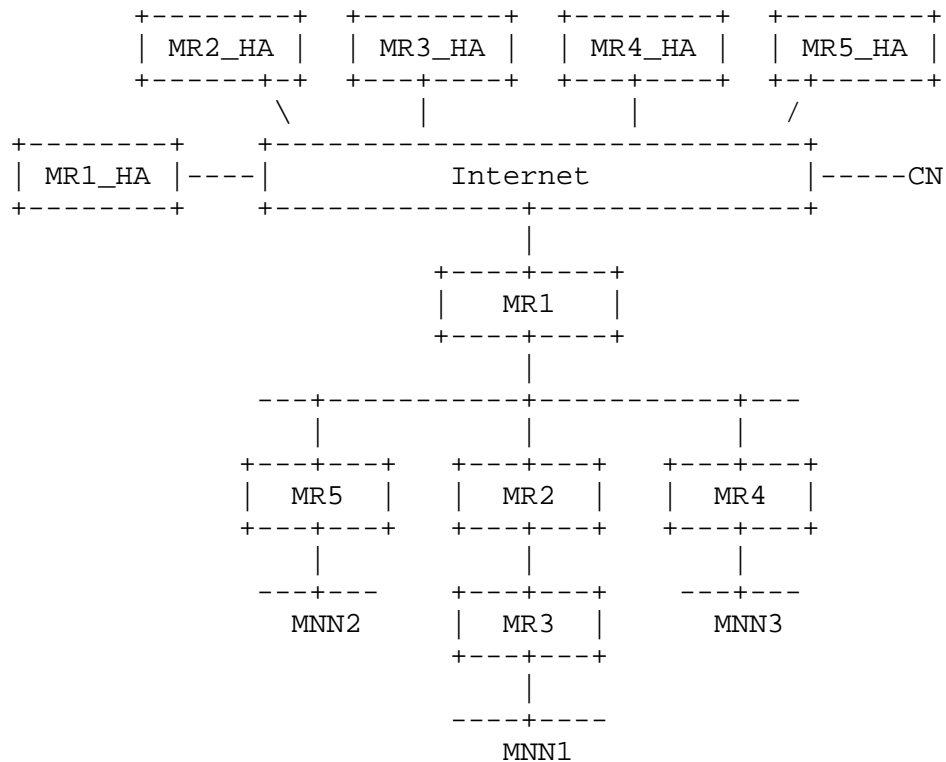 MR2_HA MR3_HA MR4_HA MR5_HA
MR1_HA Internet CN
MR1
MR5 MR2 MR4
MNN2 MR3 MNN3
MNN1